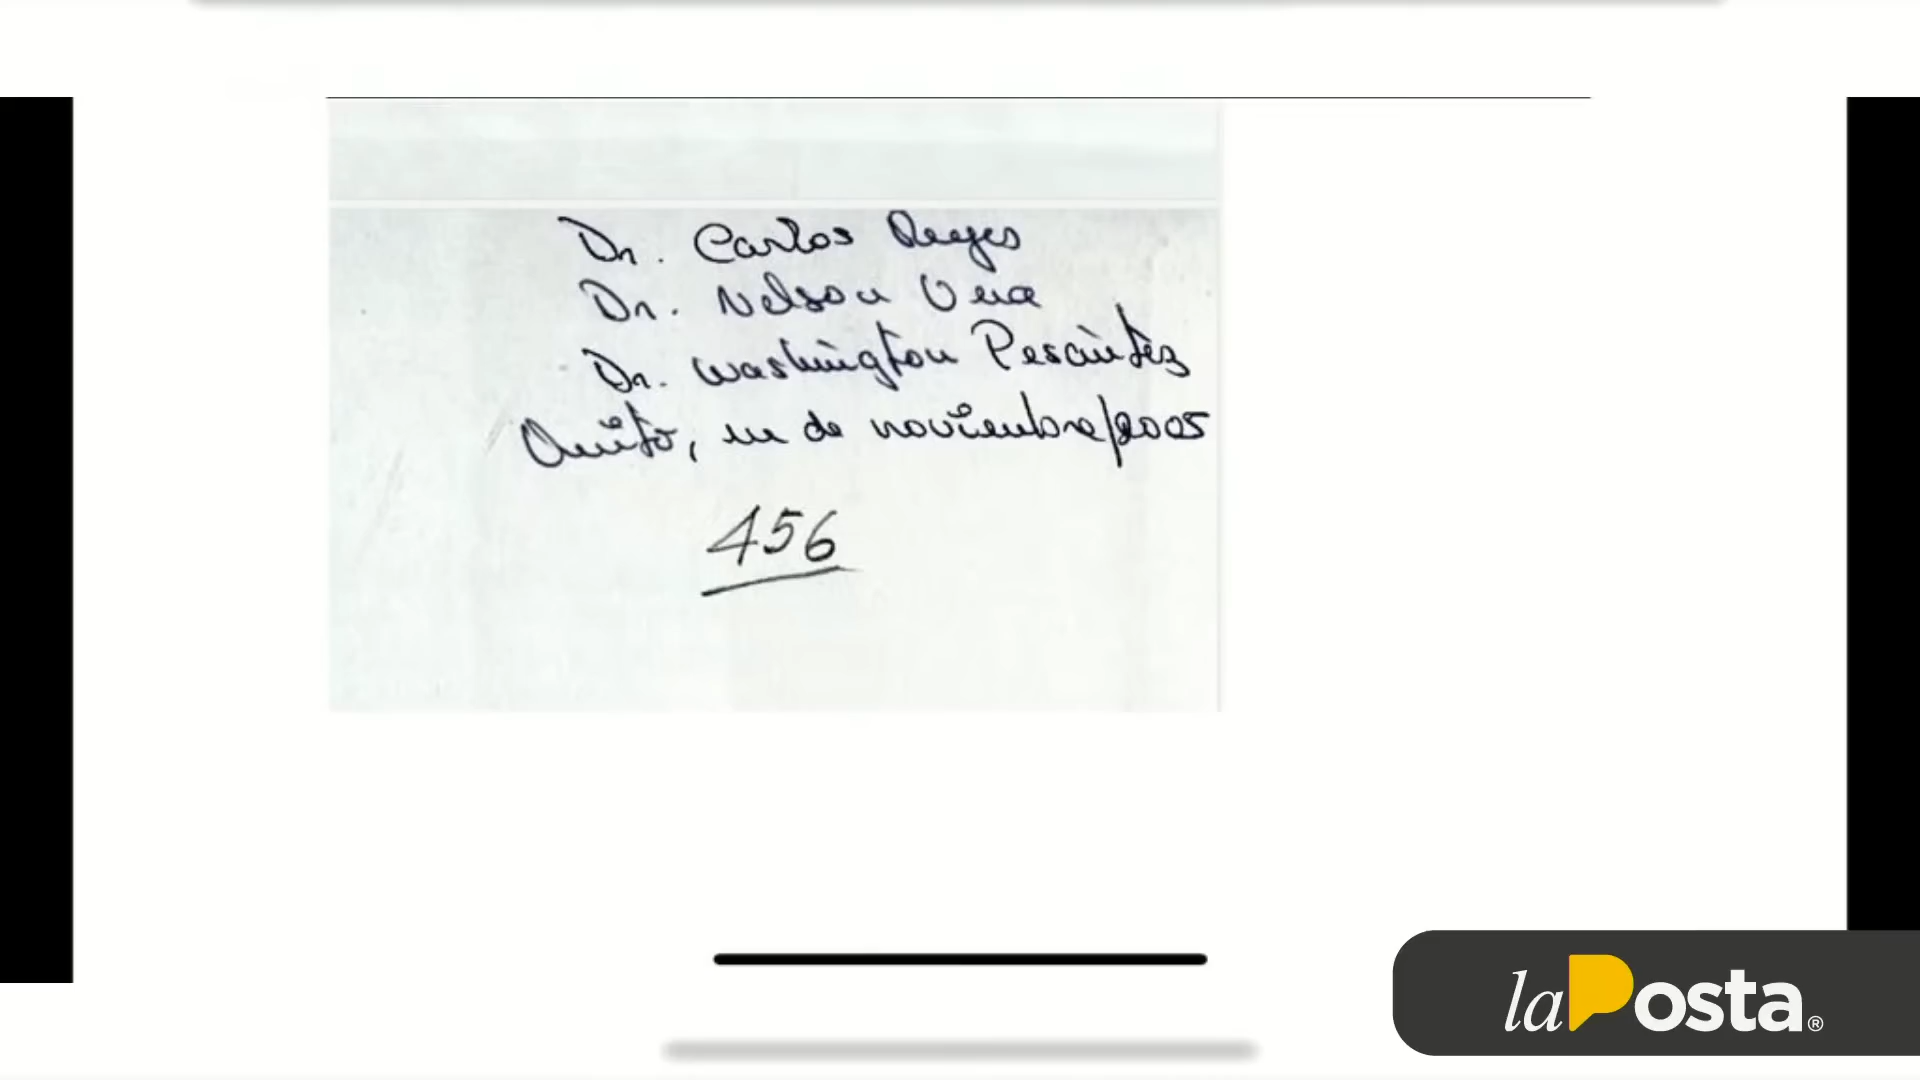 Dr. Carlos Reyes
Dr. Nelson Vera
Dr. Washington Pesántez
Quito, de noviembre/2005
456
laPosta®